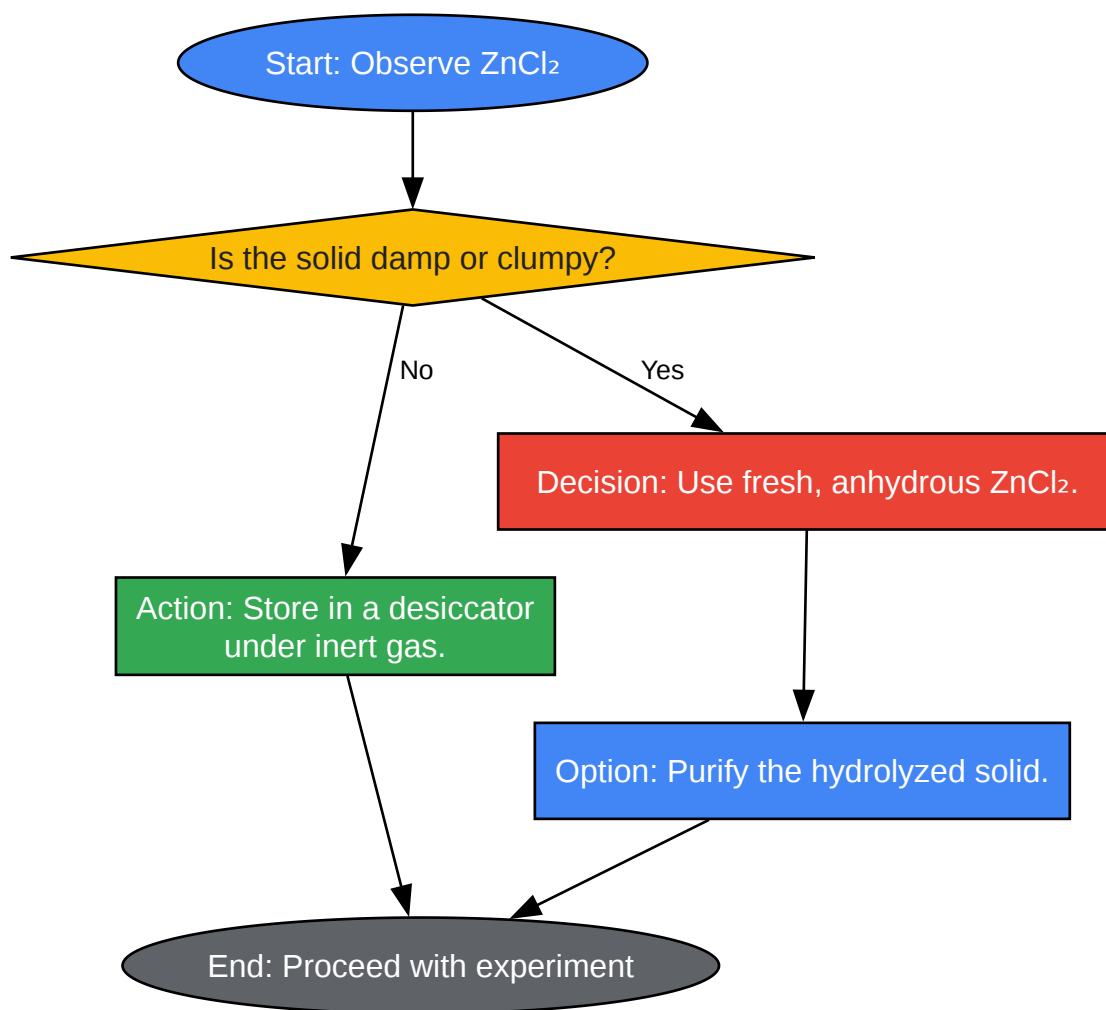 Start: Observe ZnCl₂
Is the solid damp or clumpy?
No
Yes
Decision: Use fresh, anhydrous ZnCl₂.
Action: Store in a desiccator
under inert gas.
Option: Purify the hydrolyzed solid.
End: Proceed with experiment